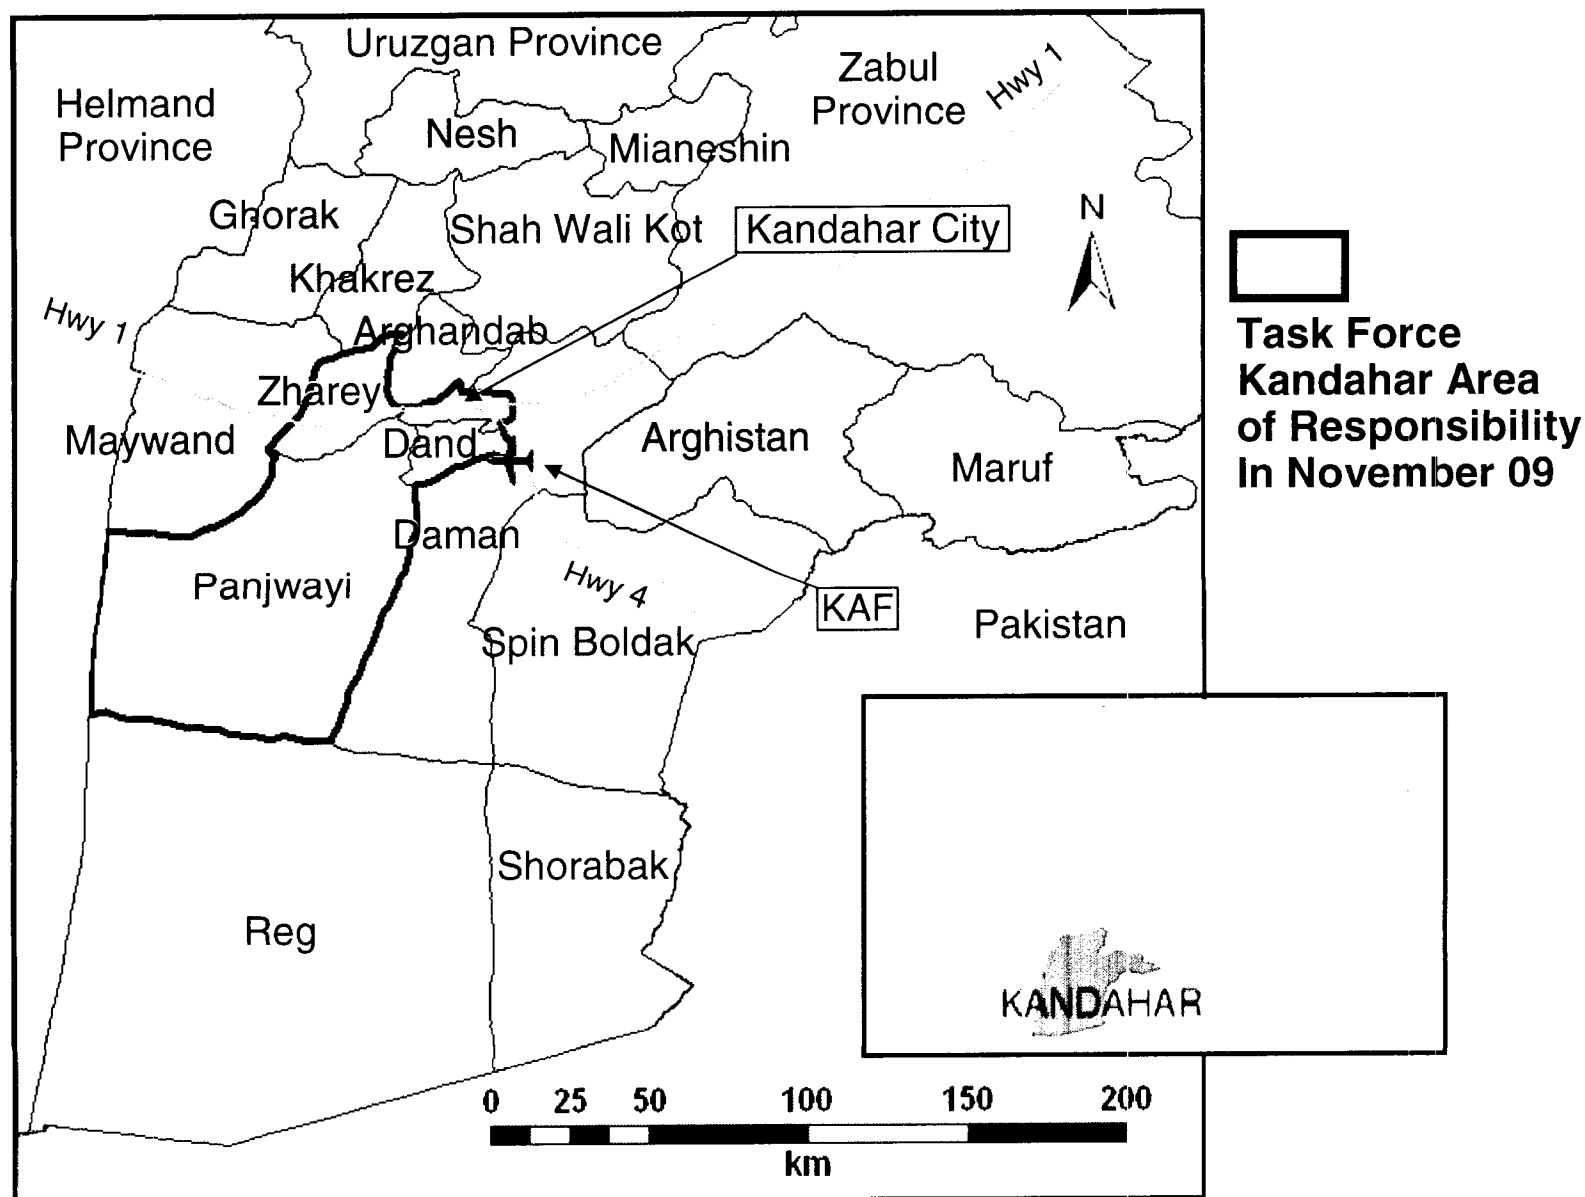 Uruzgan Province
Helmand
Province
Zabul
Province
Hwy 1
Nesh
Mianeshin
Ghorak
Shah Wali Kot
Kandahar City
N
Khakrez
Hwy 1
Arghandab
Task Force
Kandahar Area
of Responsibility
In November 09
Zharey
Maywand
Dand
Arghistan
Maruf
Daman
Panjwayi
Hwy 4
KAF
Pakistan
Spin Boldak
Shorabak
Reg
KANDAHAR
0 25 50 100 150 200
km